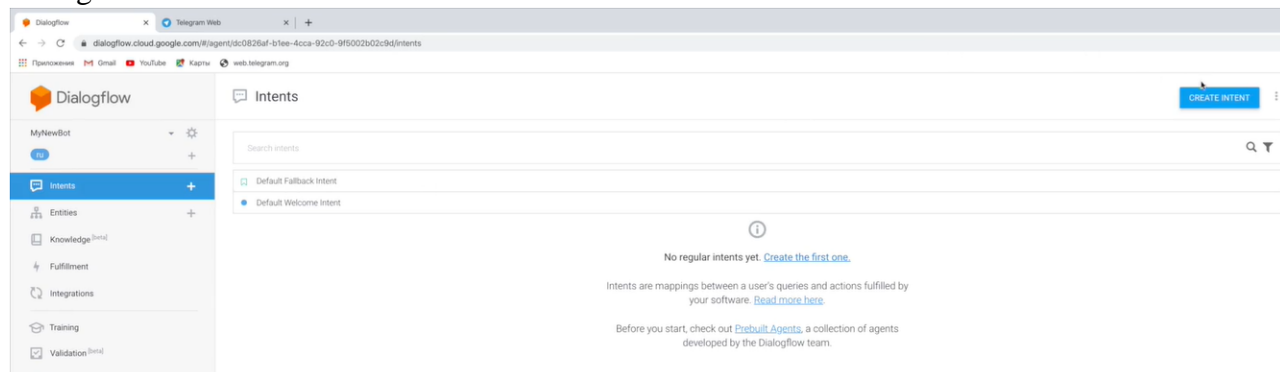 Dialogflow
Telegram Web
dialogflow.cloud.google.com/#/agent/dc0826af-b1ee-4cca-92c0-9f5002b02c9d/intents
Приложения Gmail YouTube Карты web.telegram.org
Dialogflow
Intents
CREATE INTENT
MyNewBot
ru
Search intents
Intents
Default Fallback Intent
Default Welcome Intent
Entities
Knowledge [beta]
No regular intents yet. Create the first one.
Fulfillment
Intents are mappings between a user's queries and actions fulfilled by
your software. Read more here.
Integrations
Training
Before you start, check out Prebuilt Agents, a collection of agents
developed by the Dialogflow team.
Validation [beta]